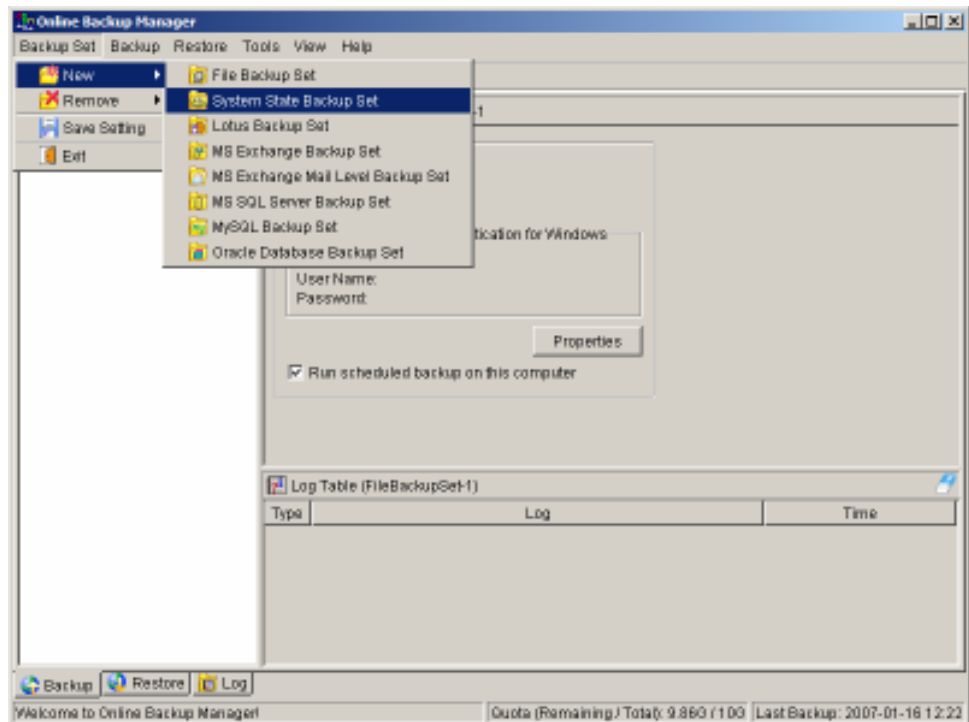 Online Backup Manager
Backup Set Backup Restore Tools View Help
New
Remove
Save Setting
Exit
File Backup Set
System State Backup Set
Lotus Backup Set
MS Exchange Backup Set
MS Exchange Mail Level Backup Set
MS SQL Server Backup Set
MySQL Backup Set
Oracle Database Backup Set
-1
tication for Windows
User Name:
Password:
Properties
Run scheduled backup on this computer
Log Table (FileBackupSet-1)
Type Log Time
Backup Restore Log
Welcome to Online Backup Manager!
Quota (Remaining / Total): 9.86G / 10G
Last Backup: 2007-01-16 12:22